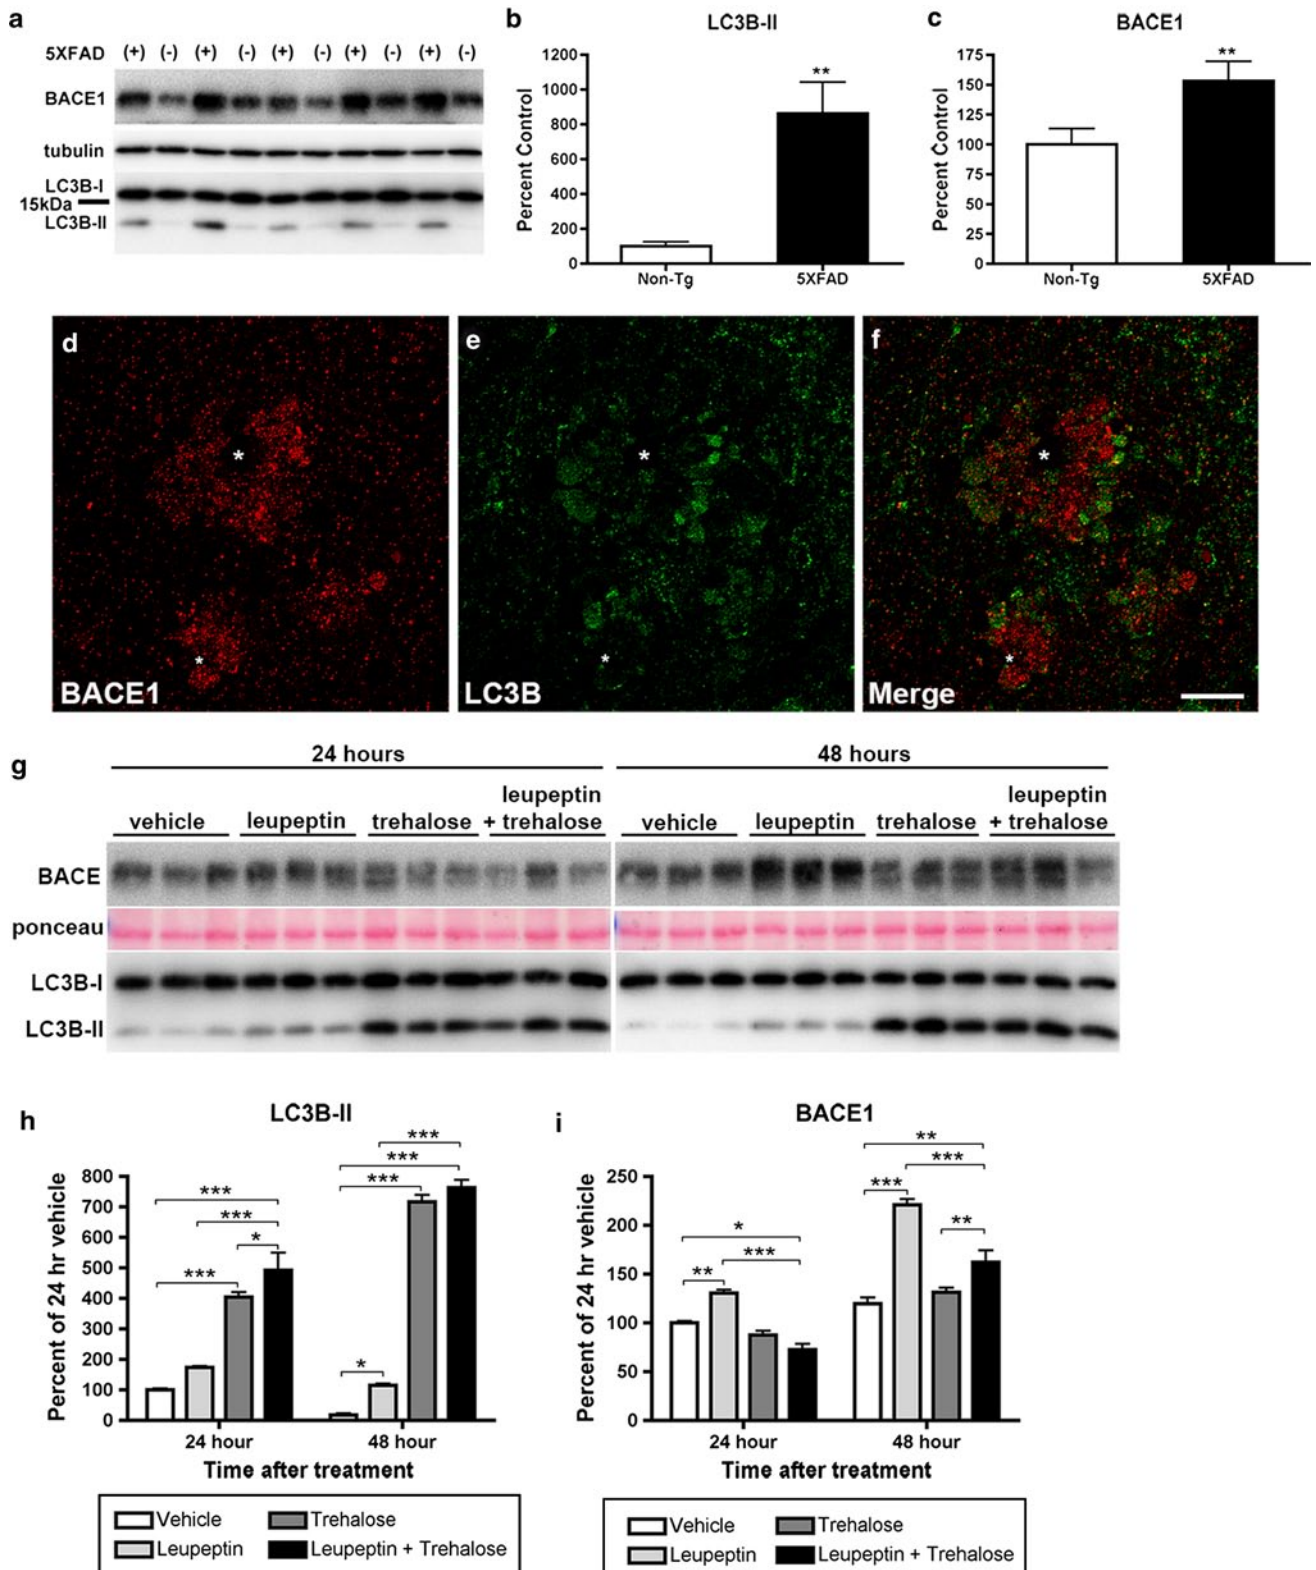 a
5XFAD (+) (-) (+) (-) (+) (-) (+) (-) (+) (-)
BACE1
tubulin
LC3B-I
15kDa
LC3B-II
b
LC3B-II
Percent Control
1200
1000
800
600
400
200
0
**
Non-Tg 5XFAD
c
BACE1
Percent Control
175
150
125
100
75
50
25
0
**
Non-Tg 5XFAD
d
*
*
BACE1
e
*
*
LC3B
f
*
*
Merge
g
24 hours 48 hours
vehicle leupeptin trehalose leupeptin + trehalose vehicle leupeptin trehalose leupeptin + trehalose
BACE
ponceau
LC3B-I
LC3B-II
h
LC3B-II
Percent of 24 hr vehicle
800
700
600
500
400
300
200
100
0
***
***
*
***
***
***
***
*
24 hour 48 hour
Time after treatment
Vehicle Trehalose
Leupeptin Leupeptin + Trehalose
i
BACE1
Percent of 24 hr vehicle
250
200
150
100
50
0
*
***
**
**
***
***
**
24 hour 48 hour
Time after treatment
Vehicle Trehalose
Leupeptin Leupeptin + Trehalose